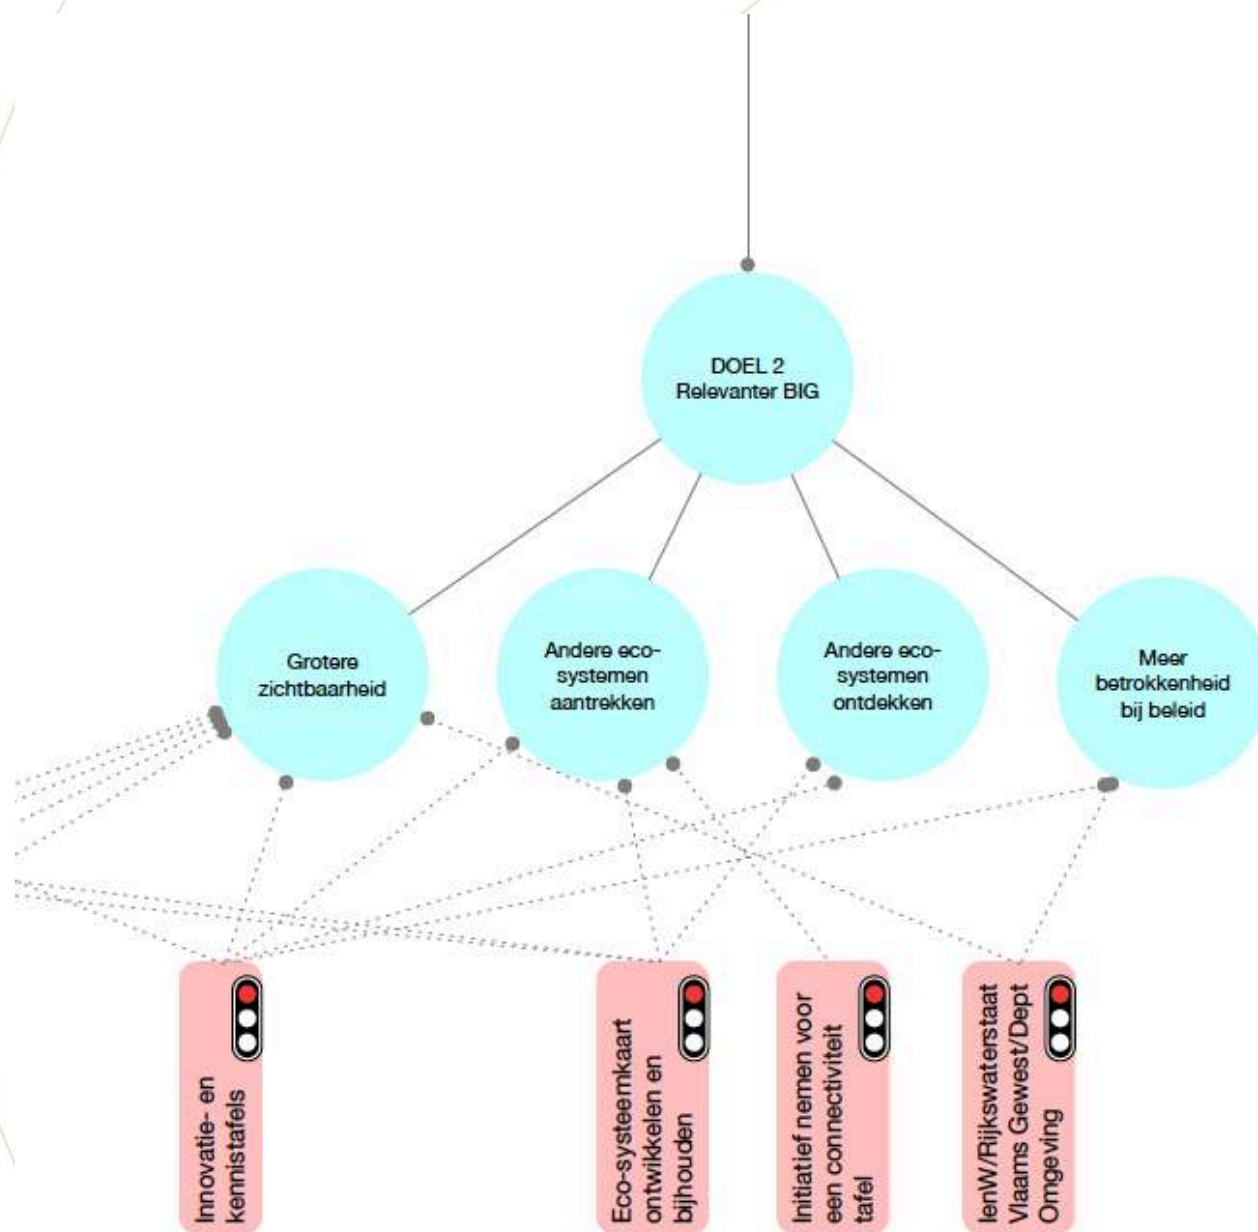 DOEL 2
Relevanter BIG
Grotere
zichtbaarheid
Andere eco-
systemen
aantrekken
Andere eco-
systemen
ontdekken
Meer
betrokkenheid
bij beleid
Innovatie- en
kennistafels
Eco-systeemkaart
ontwikkelen en
bijhouden
Initiatief nemen voor
een connectiviteit
tafel
IenW/Rijkswaterstaat
Vlaams Gewest/Dept
Omgeving